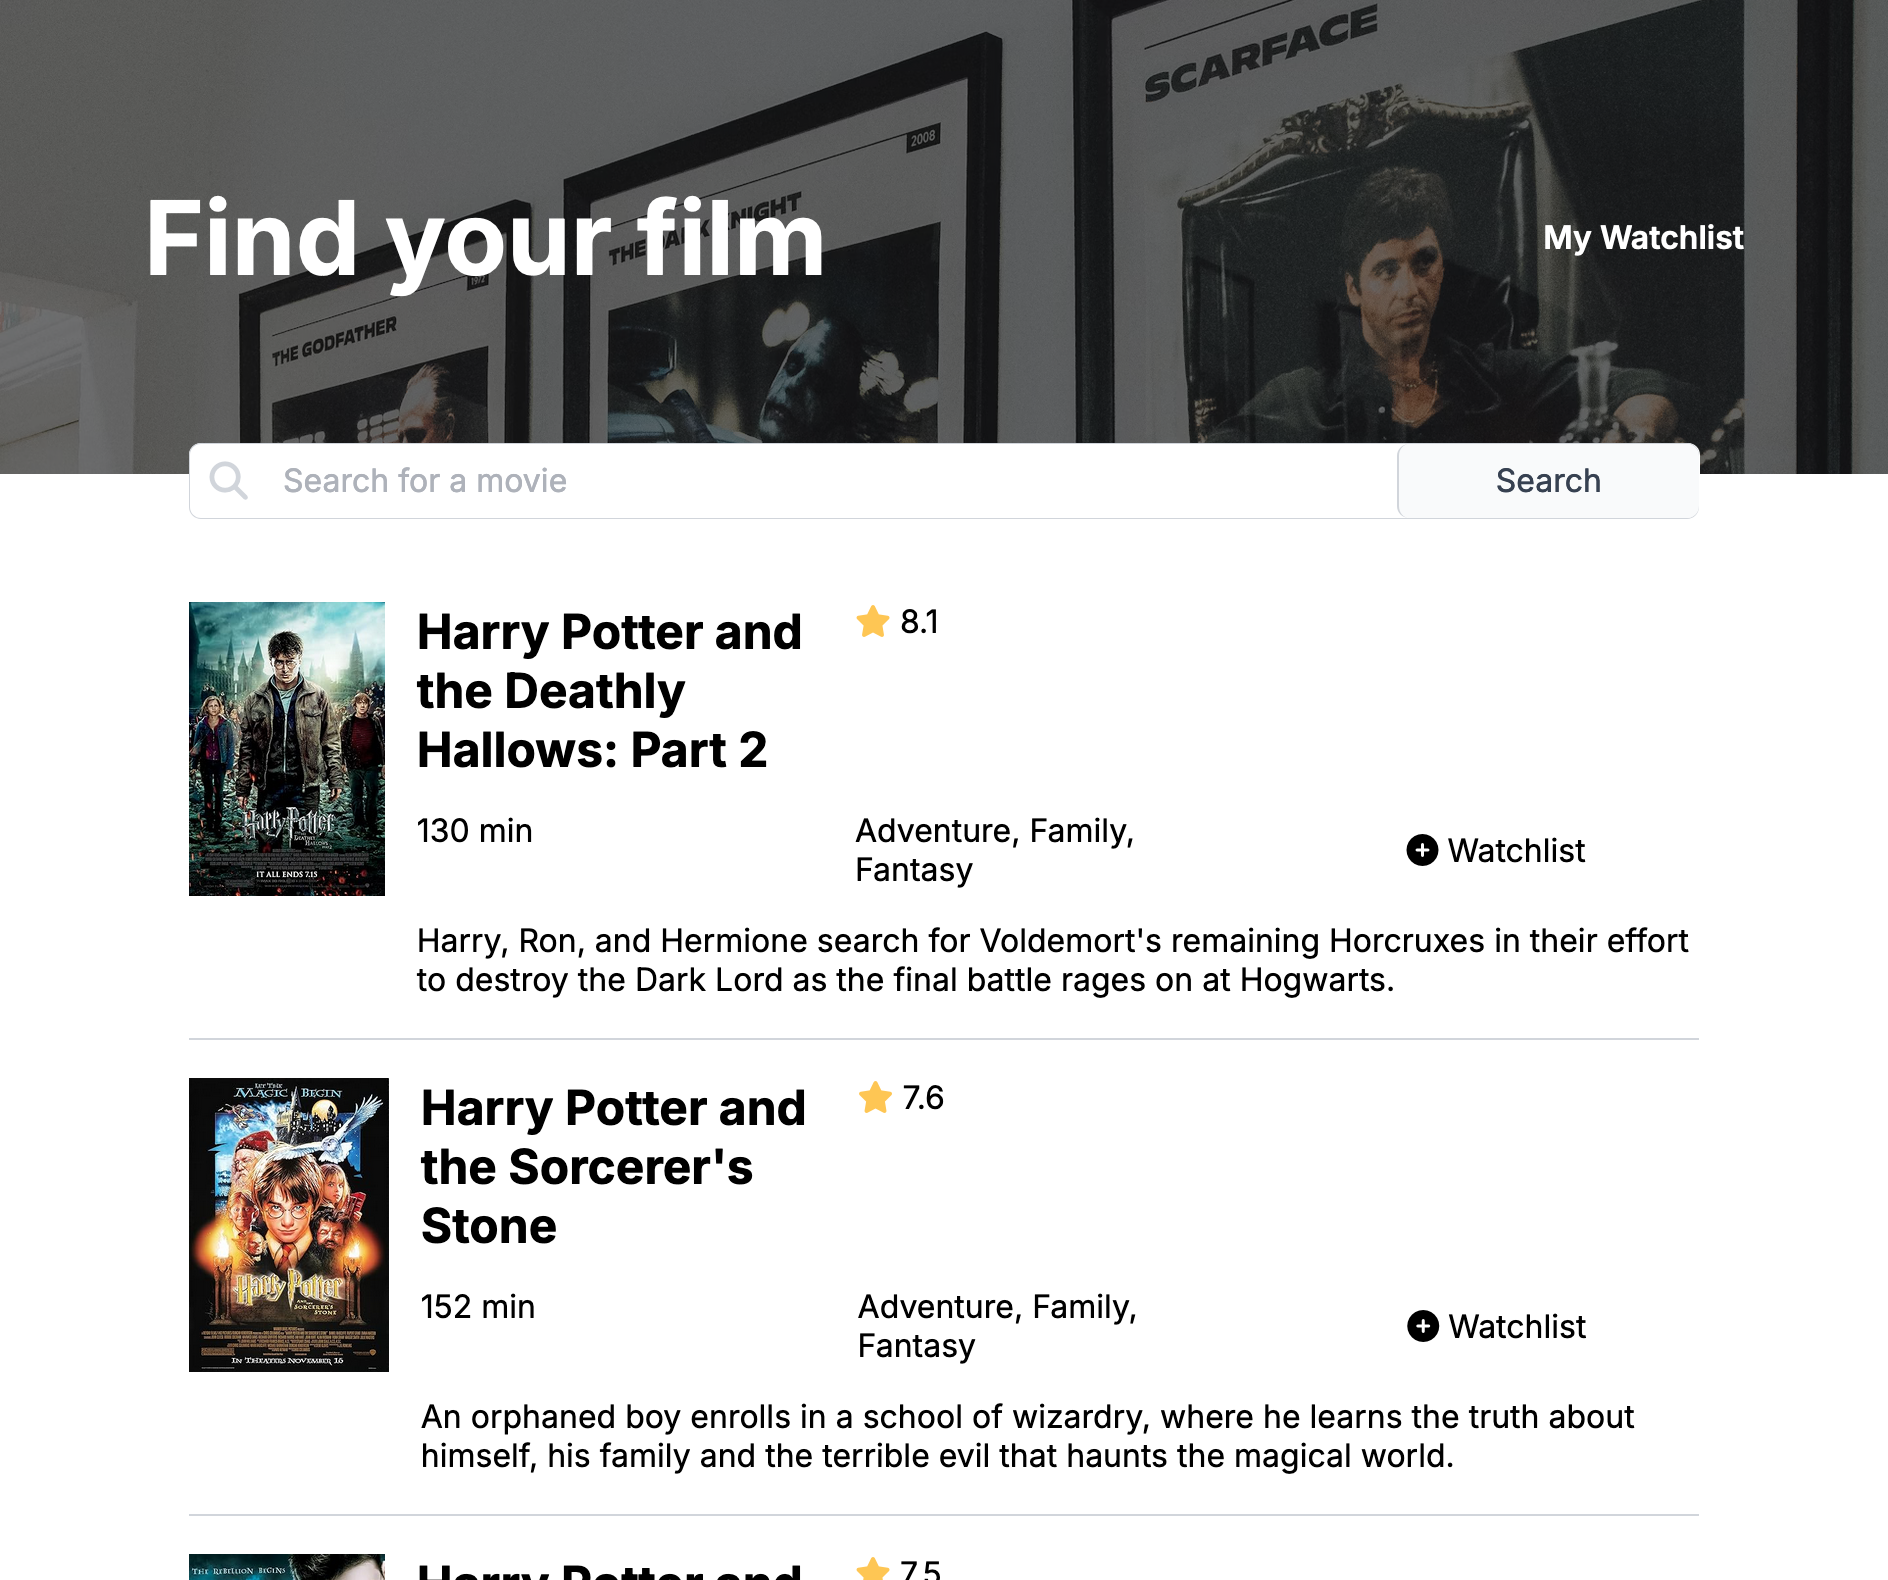 SCARFACE
2008
THE DARK KNIGHT
Find your film
My Watchlist
1972
THE GODFATHER
Search for a movie
Search
Harry Potter and
the Deathly
Hallows: Part 2
8.1
130 min
Adventure, Family,
Fantasy
Watchlist
Harry, Ron, and Hermione search for Voldemort's remaining Horcruxes in their effort
to destroy the Dark Lord as the final battle rages on at Hogwarts.
Harry Potter
AND THE DEATHLY
HALLOWS
IT ALL ENDS 7.15
LET THE
MAGIC BEGIN
Harry Potter and
the Sorcerer's
Stone
7.6
152 min
Adventure, Family,
Fantasy
Watchlist
An orphaned boy enrolls in a school of wizardry, where he learns the truth about
himself, his family and the terrible evil that haunts the magical world.
Harry Potter
AND THE
SORCERER'S
STONE
IN THEATERS NOVEMBER 16
THE REBELLION BEGINS
Harry Potter and
7.5